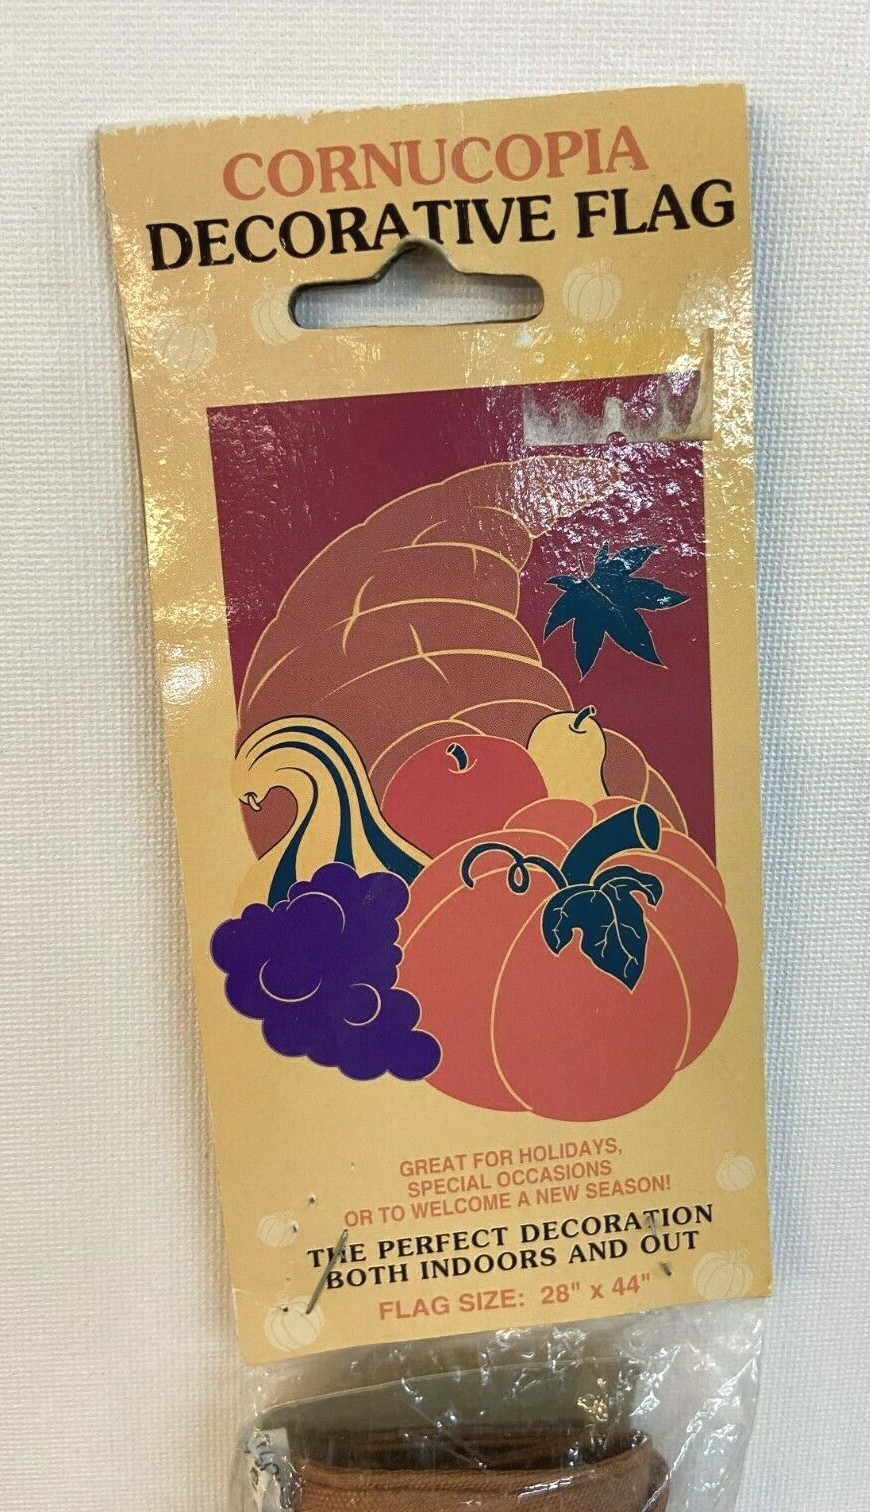 CORNUCOPIA
DECORATIVE FLAG
GREAT FOR HOLIDAYS,
SPECIAL OCCASIONS
OR TO WELCOME A NEW SEASON!
THE PERFECT DECORATION
BOTH INDOORS AND OUT
FLAG SIZE: 28" x 44"